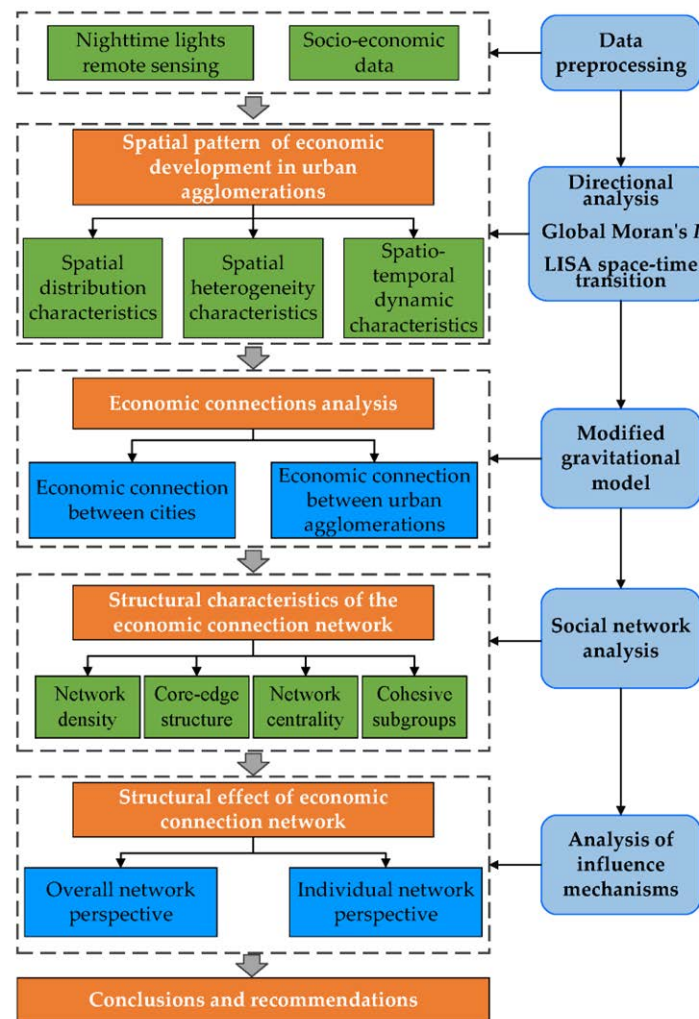 Nighttime lights
remote sensing
Socio-economic
data
Data
preprocessing
Spatial pattern of economic
development in urban
agglomerations
Spatial
distribution
characteristics
Spatial
heterogeneity
characteristics
Spatio-
temporal
dynamic
characteristics
Directional
analysis
Global Moran's I
LISA space-time
transition
Economic connections analysis
Economic connection
between cities
Economic connection
between urban
agglomerations
Modified
gravitational
model
Structural characteristics of the
economic connection network
Network
density
Core-edge
structure
Network
centrality
Cohesive
subgroups
Social network
analysis
Structural effect of economic
connection network
Overall network
perspective
Individual network
perspective
Analysis of
influence
mechanisms
Conclusions and recommendations